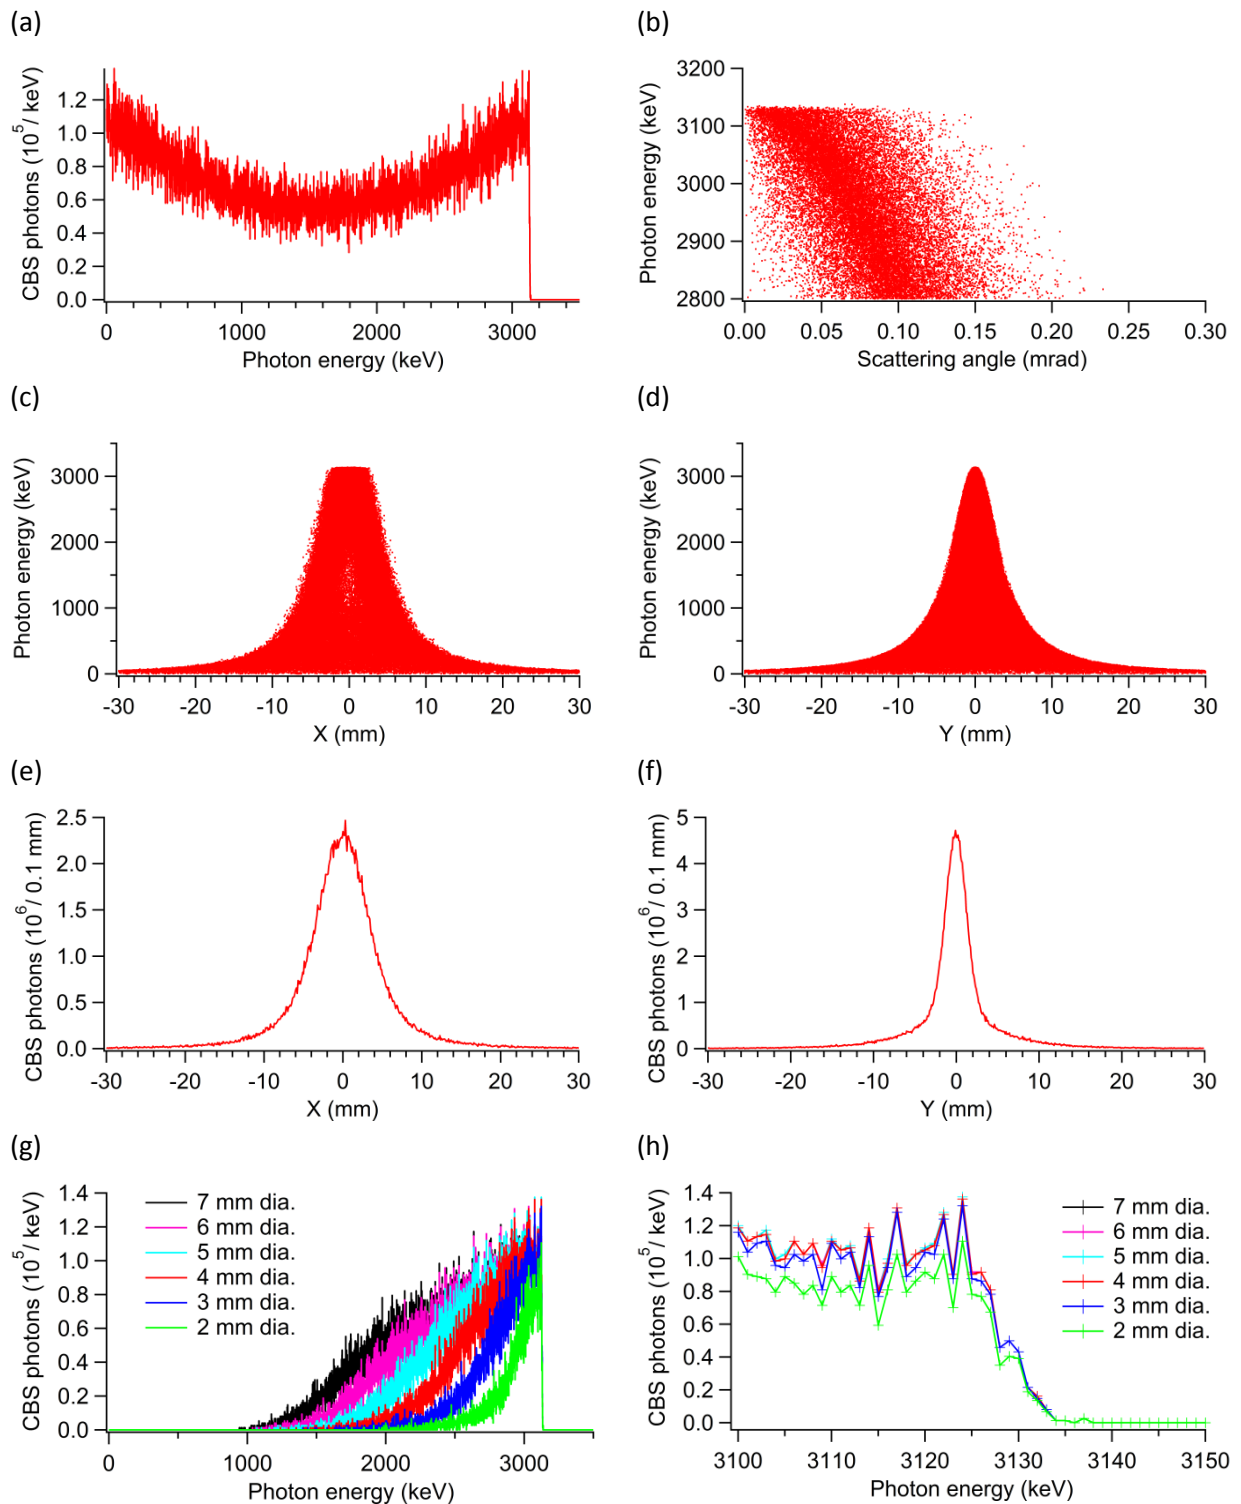 (a)
CBS photons (10^5/ keV)
1.2
1.0
0.8
0.6
0.4
0.2
0.0
0
1000
2000
3000
Photon energy (keV)
(b)
Photon energy (keV)
3200
3100
3000
2900
2800
0.00
0.05
0.10
0.15
0.20
0.25
0.30
Scattering angle (mrad)
(c)
Photon energy (keV)
3000
2000
1000
0
-30
-20
-10
0
10
20
30
X (mm)
(d)
Photon energy (keV)
3000
2000
1000
0
-30
-20
-10
0
10
20
30
Y (mm)
(e)
CBS photons (10^6/ 0.1 mm)
2.5
2.0
1.5
1.0
0.5
0.0
-30
-20
-10
0
10
20
30
X (mm)
(f)
CBS photons (10^6/ 0.1 mm)
5
4
3
2
1
0
-30
-20
-10
0
10
20
30
Y (mm)
(g)
CBS photons (10^5/ keV)
1.4
1.2
1.0
0.8
0.6
0.4
0.2
0.0
7 mm dia.
6 mm dia.
5 mm dia.
4 mm dia.
3 mm dia.
2 mm dia.
0
1000
2000
3000
Photon energy (keV)
(h)
CBS photons (10^5/ keV)
1.4
1.2
1.0
0.8
0.6
0.4
0.2
0.0
7 mm dia.
6 mm dia.
5 mm dia.
4 mm dia.
3 mm dia.
2 mm dia.
3100
3110
3120
3130
3140
3150
Photon energy (keV)